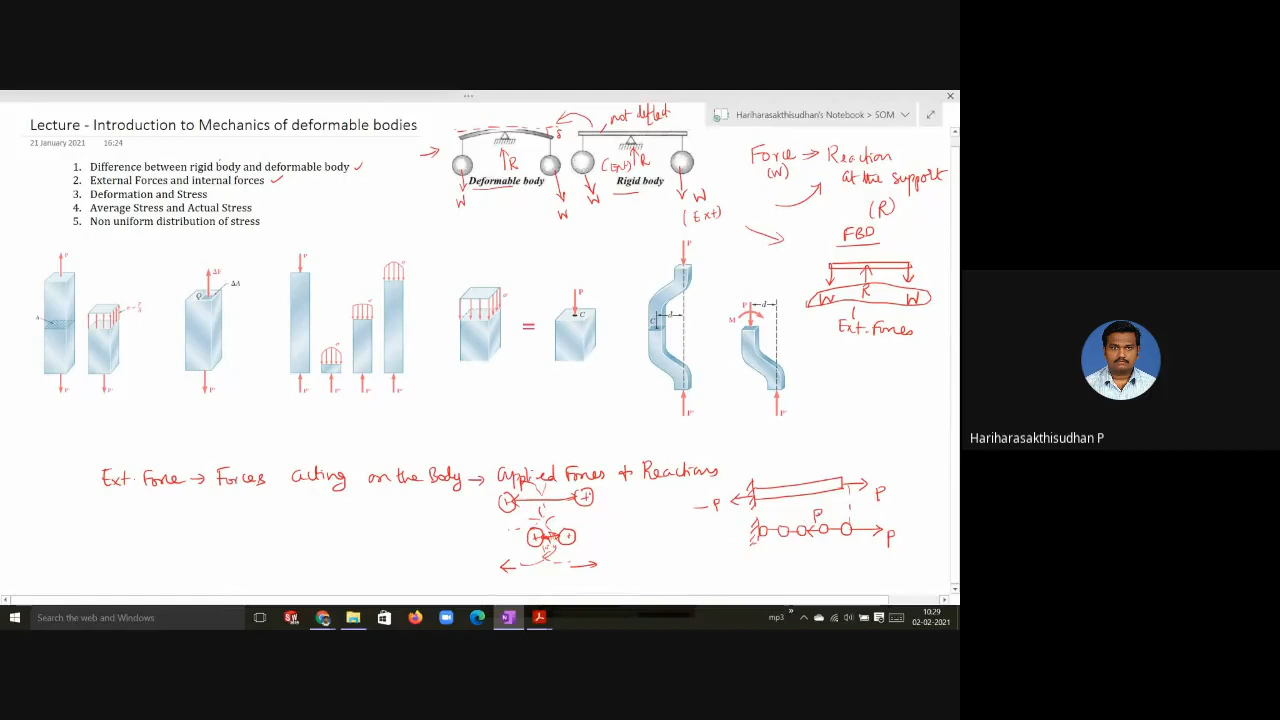 Lecture - Introduction to Mechanics of deformable bodies
21 January 2021 16:24
1. Difference between rigid body and deformable body
2. External Forces and internal forces
3. Deformation and Stress
4. Average Stress and Actual Stress
5. Non uniform distribution of stress
not deflect
δ
R
(Ext) R
Deformable body
Rigid body
W
W
W
W
(Ext)
Hariharasakthisudhan's Notebook > SOM
Force → Reaction
(W) at the support
(R)
FBD
W R W
Ext. Forces
P
ΔF
ΔA
Q
A
P'
P'
P'
P
σ
σ
σ
P'
P'
P'
P'
σ
=
P
C
P
C
d
P'
P
d
M
P'
Ext. Force → Forces acting on the Body → Applied Forces + Reactions
+ +
+ +
- P
P
P
P
Hariharasakthisudhan P
Search the web and Windows
mp3
10:29
02-02-2021